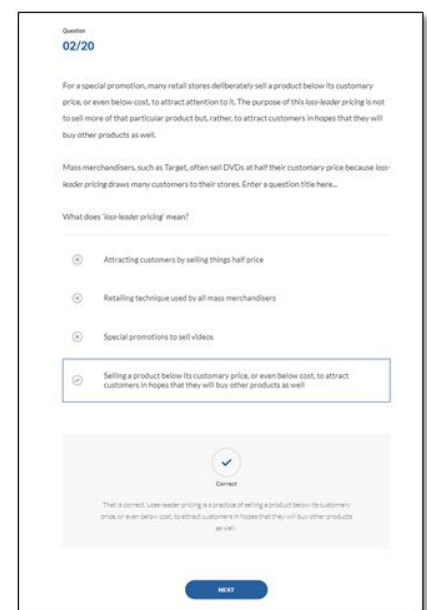 Question
02/20
For a special promotion, many retail stores deliberately sell a product below its customary
price, or even below cost, to attract attention to it. The purpose of this loss-leader pricing is not
to sell more of that particular product but, rather, to attract customers in hopes that they will
buy other products as well.
Mass merchandisers, such as Target, often sell DVDs at half their customary price because loss-
leader pricing draws many customers to their stores. Enter a question title here...
What does 'loss-leader pricing' mean?
Attracting customers by selling things half price
Retailing technique used by all mass merchandisers
Special promotions to sell videos
Selling a product below its customary price, or even below cost, to attract
customers in hopes that they will buy other products as well
Correct
That is correct. Loss-leader pricing is a practice of selling a product below its customary
price, or even below cost, to attract customers in hopes that they will buy other products
as well.
NEXT